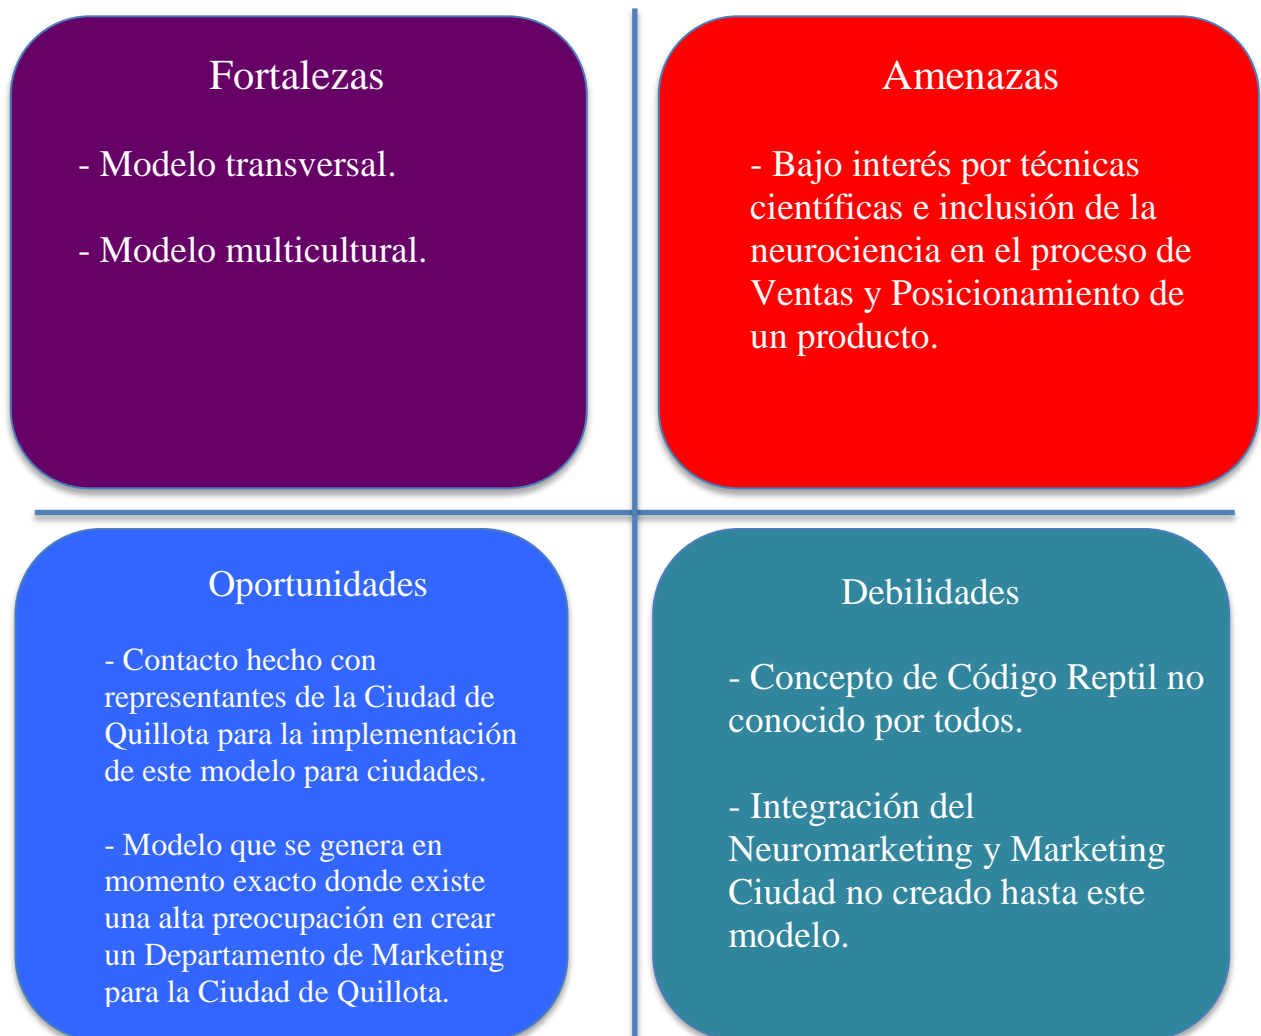 Fortalezas
- Modelo transversal.
- Modelo multicultural.
Amenazas
- Bajo interés por técnicas
científicas e inclusión de la
neurociencia en el proceso de
Ventas y Posicionamiento de
un producto.
Oportunidades
- Contacto hecho con
representantes de la Ciudad de
Quillota para la implementación
de este modelo para ciudades.
- Modelo que se genera en
momento exacto donde existe
una alta preocupación en crear
un Departamento de Marketing
para la Ciudad de Quillota.
Debilidades
- Concepto de Código Reptil no
conocido por todos.
- Integración del
Neuromarketing y Marketing
Ciudad no creado hasta este
modelo.